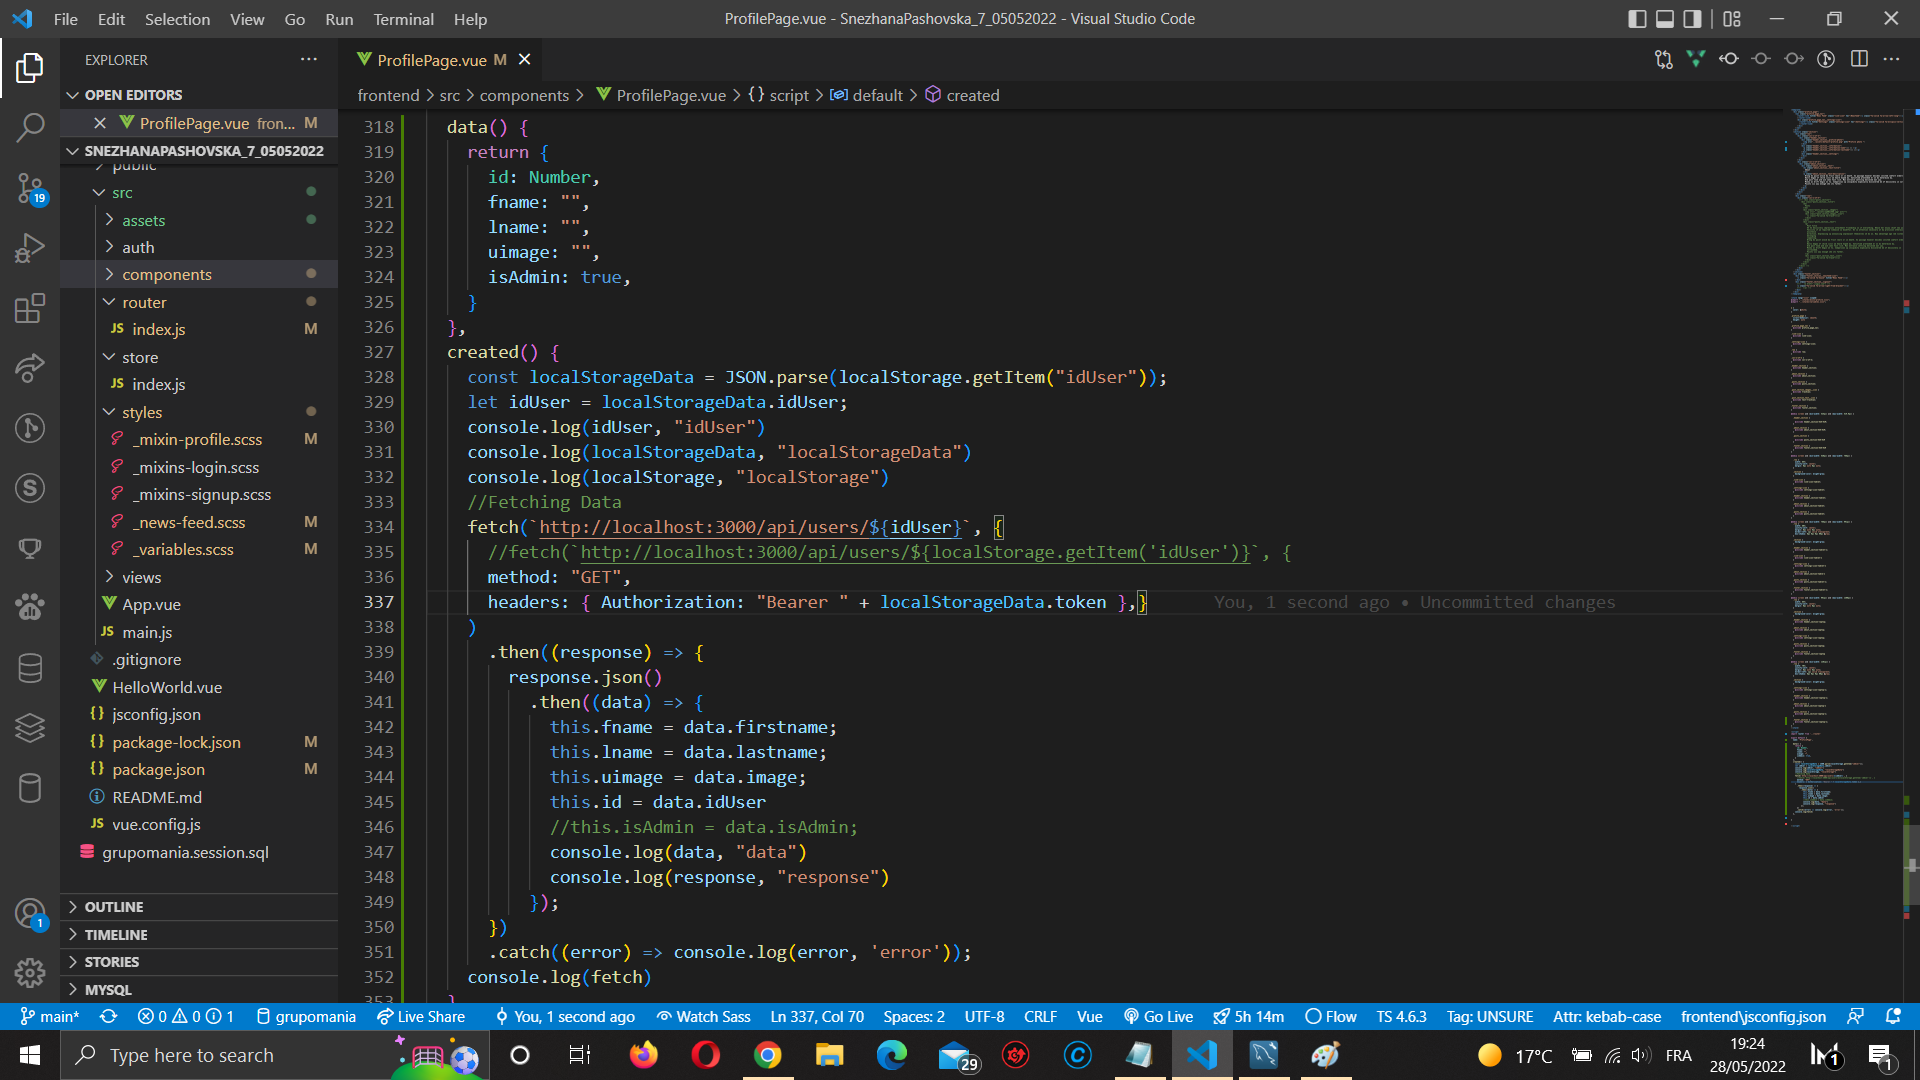 File Edit Selection View Go Run Terminal Help
ProfilePage.vue - SnezhanaPashovska_7_05052022 - Visual Studio Code
EXPLORER
OPEN EDITORS
ProfilePage.vue fron... M
SNEZHANAPASHOVSKA_7_05052022
public
src
assets
auth
components
router
JS index.js M
store
JS index.js
styles
_mixin-profile.scss M
_mixins-login.scss
_mixins-signup.scss
_news-feed.scss M
_variables.scss M
views
App.vue
JS main.js
.gitignore
HelloWorld.vue
{} jsconfig.json
{} package-lock.json M
{} package.json M
README.md
JS vue.config.js
grupomania.session.sql
OUTLINE
TIMELINE
STORIES
MYSQL
19
1
ProfilePage.vue M
frontend > src > components > ProfilePage.vue > {} script > default > created
318 data() {
319 return {
320 id: Number,
321 fname: "",
322 lname: "",
323 uimage: "",
324 isAdmin: true,
325 }
326 },
327 created() {
328 const localStorageData = JSON.parse(localStorage.getItem("idUser"));
329 let idUser = localStorageData.idUser;
330 console.log(idUser, "idUser")
331 console.log(localStorageData, "localStorageData")
332 console.log(localStorage, "localStorage")
333 //Fetching Data
334 fetch(`http://localhost:3000/api/users/${idUser}`, {
335 //fetch(`http://localhost:3000/api/users/${localStorage.getItem('idUser')}`, {
336 method: "GET",
337 headers: { Authorization: "Bearer " + localStorageData.token },} You, 1 second ago • Uncommitted changes
338 )
339 .then((response) => {
340 response.json()
341 .then((data) => {
342 this.fname = data.firstname;
343 this.lname = data.lastname;
344 this.uimage = data.image;
345 this.id = data.idUser
346 //this.isAdmin = data.isAdmin;
347 console.log(data, "data")
348 console.log(response, "response")
349 });
350 })
351 .catch((error) => console.log(error, 'error'));
352 console.log(fetch)
353 }
main* 0 0 1 grupomania Live Share You, 1 second ago Watch Sass Ln 337, Col 70 Spaces: 2 UTF-8 CRLF Vue Go Live 5h 14m Flow TS 4.6.3 Tag: UNSURE Attr: kebab-case frontend\jsconfig.json
Type here to search
29
17°C FRA
19:24
28/05/2022
1
1